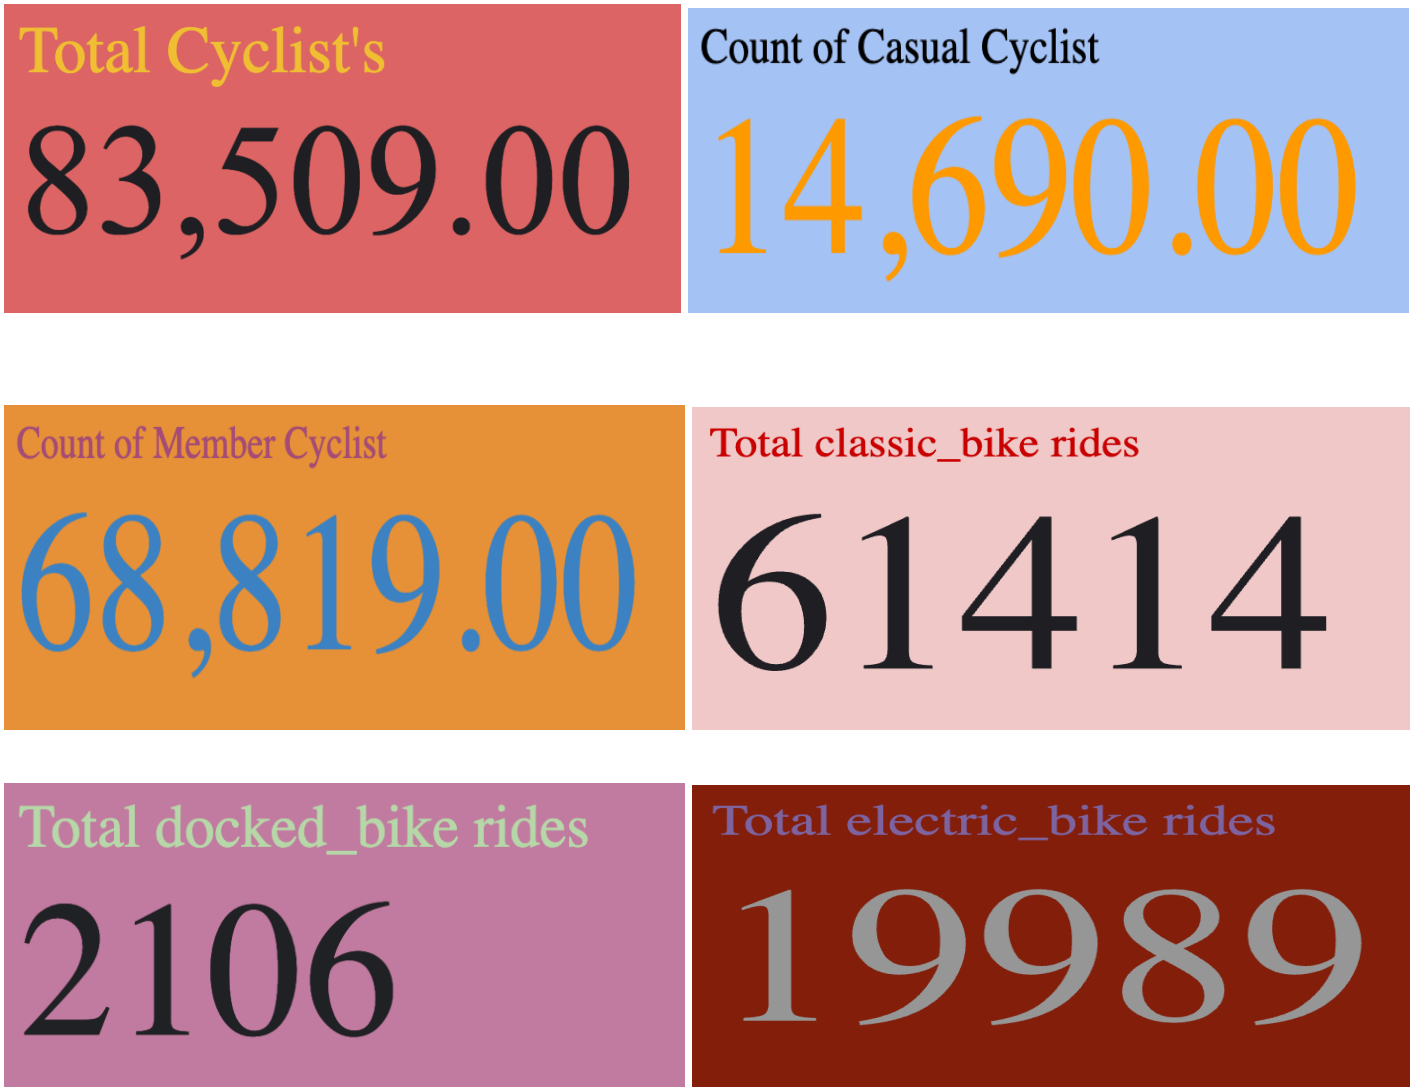 Total Cyclist's
83,509.00
Count of Casual Cyclist
14,690.00
Count of Member Cyclist
68,819.00
Total classic_bike rides
61414
Total docked_bike rides
2106
Total electric_bike rides
19989